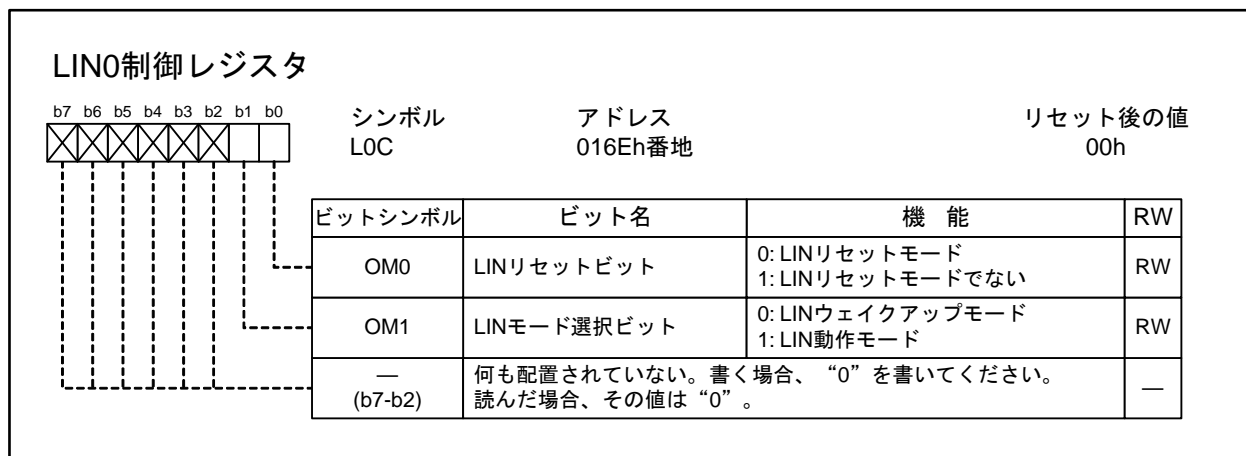 LIN0制御レジスタ
b7 b6 b5 b4 b3 b2 b1 b0
シンボル アドレス リセット後の値
L0C 016Eh番地 00h
ビットシンボル ビット名 機 能 RW
OM0 LINリセットビット 0: LINリセットモード RW
1: LINリセットモードでない
OM1 LINモード選択ビット 0: LINウェイクアップモード RW
1: LIN動作モード
— 何も配置されていない。書く場合、“0”を書いてください。 —
(b7-b2) 読んだ場合、その値は“0”。